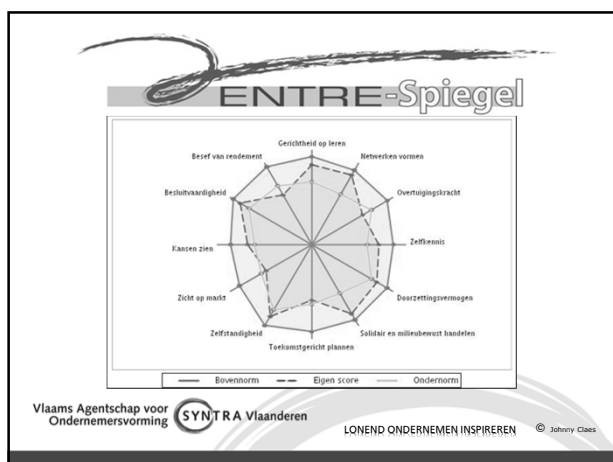 ENTRE-Spiegel
Gerichtheid op leren
Besef van rendement
Netwerken vormen
Besluitvaardigheid
Overtuigingskracht
Kansen zien
Zelfkennis
Zicht op markt
Doorzettingsvermogen
Zelfstandigheid
Solidair en milieubewust handelen
Toekomstgericht plannen
Bovennorm
Eigen score
Ondernorm
Vlaams Agentschap voor
Ondernemersvorming
SYNTRA Vlaanderen
LONEND ONDERNEMEN INSPIREREN
© Johnny Claes